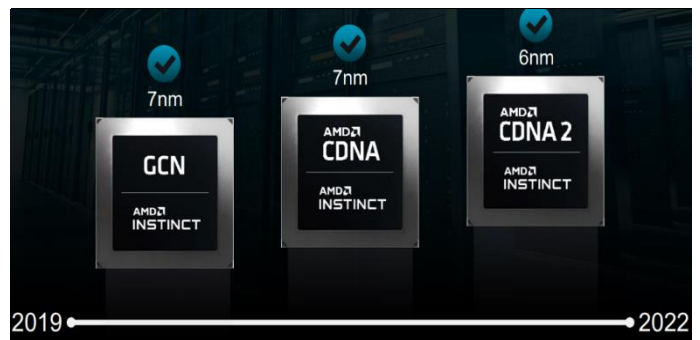 7nm
GCN
AMD
INSTINCT
7nm
AMD
CDNA
AMD
INSTINCT
6nm
AMD
CDNA 2
AMD
INSTINCT
2019
2022